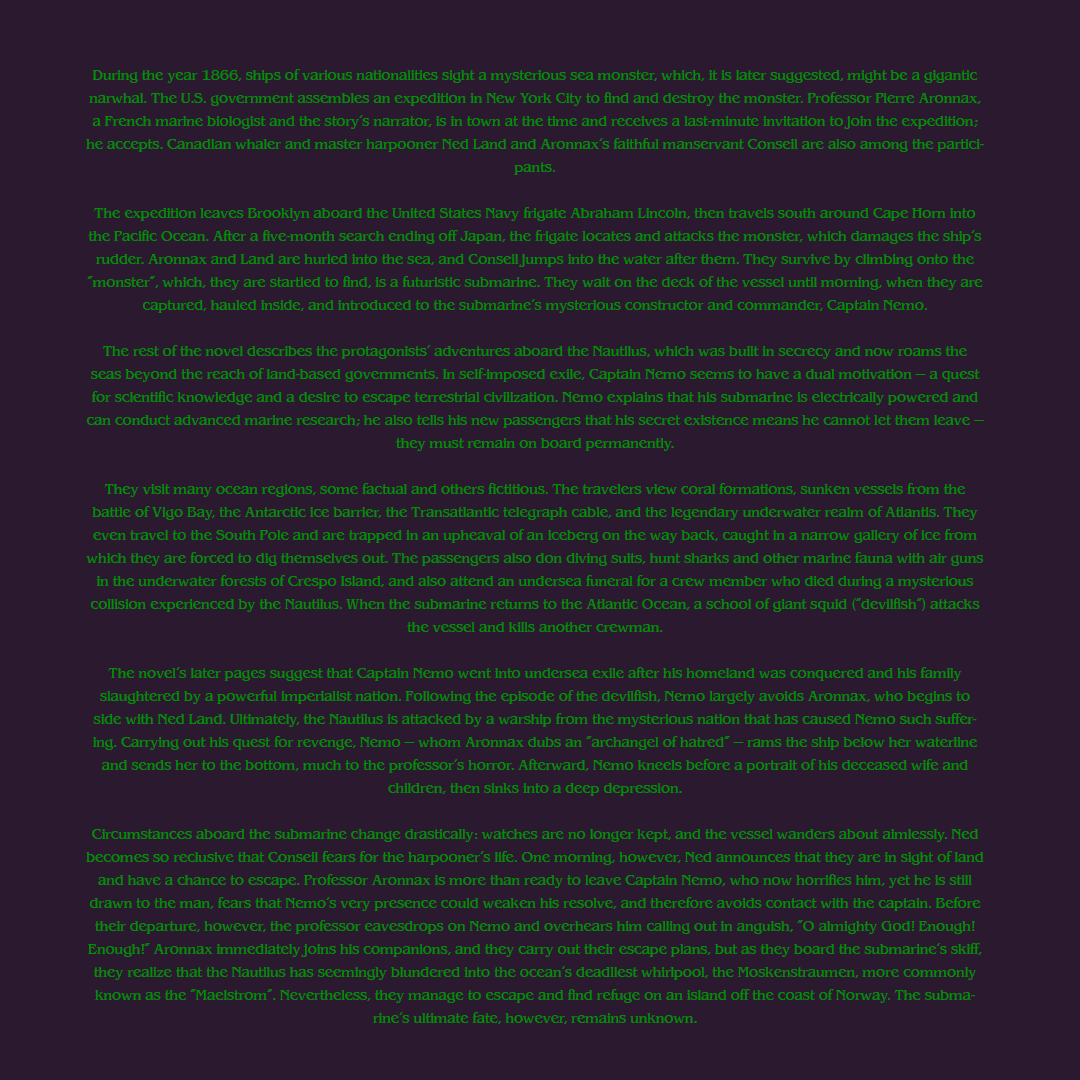 During the year 1866, ships of various nationalities sight a mysterious sea monster, which, it is later suggested, might be a gigantic
narwhal. The U.S. government assembles an expedition in New York City to find and destroy the monster. Professor Pierre Aronnax,
a French marine biologist and the story's narrator, is in town at the time and receives a last-minute invitation to join the expedition;
he accepts. Canadian whaler and master harpooner Ned Land and Aronnax's faithful manservant Conseil are also among the partici-
pants.
The expedition leaves Brooklyn aboard the United States Navy frigate Abraham Lincoln, then travels south around Cape Horn into
the Pacific Ocean. After a five-month search ending off Japan, the frigate locates and attacks the monster, which damages the ship's
rudder. Aronnax and Land are hurled into the sea, and Conseil jumps into the water after them. They survive by climbing onto the
"monster", which, they are startled to find, is a futuristic submarine. They wait on the deck of the vessel until morning, when they are
captured, hauled inside, and introduced to the submarine's mysterious constructor and commander, Captain Nemo.
The rest of the novel describes the protagonists' adventures aboard the Nautilus, which was built in secrecy and now roams the
seas beyond the reach of land-based governments. In self-imposed exile, Captain Nemo seems to have a dual motivation — a quest
for scientific knowledge and a desire to escape terrestrial civilization. Nemo explains that his submarine is electrically powered and
can conduct advanced marine research; he also tells his new passengers that his secret existence means he cannot let them leave —
they must remain on board permanently.
They visit many ocean regions, some factual and others fictitious. The travelers view coral formations, sunken vessels from the
battle of Vigo Bay, the Antarctic ice barrier, the Transatlantic telegraph cable, and the legendary underwater realm of Atlantis. They
even travel to the South Pole and are trapped in an upheaval of an iceberg on the way back, caught in a narrow gallery of ice from
which they are forced to dig themselves out. The passengers also don diving suits, hunt sharks and other marine fauna with air guns
in the underwater forests of Crespo Island, and also attend an undersea funeral for a crew member who died during a mysterious
collision experienced by the Nautilus. When the submarine returns to the Atlantic Ocean, a school of giant squid ("devilfish") attacks
the vessel and kills another crewman.
The novel's later pages suggest that Captain Nemo went into undersea exile after his homeland was conquered and his family
slaughtered by a powerful imperialist nation. Following the episode of the devilfish, Nemo largely avoids Aronnax, who begins to
side with Ned Land. Ultimately, the Nautilus is attacked by a warship from the mysterious nation that has caused Nemo such suffer-
ing. Carrying out his quest for revenge, Nemo — whom Aronnax dubs an "archangel of hatred" — rams the ship below her waterline
and sends her to the bottom, much to the professor's horror. Afterward, Nemo kneels before a portrait of his deceased wife and
children, then sinks into a deep depression.
Circumstances aboard the submarine change drastically: watches are no longer kept, and the vessel wanders about aimlessly. Ned
becomes so reclusive that Conseil fears for the harpooner's life. One morning, however, Ned announces that they are in sight of land
and have a chance to escape. Professor Aronnax is more than ready to leave Captain Nemo, who now horrifies him, yet he is still
drawn to the man, fears that Nemo's very presence could weaken his resolve, and therefore avoids contact with the captain. Before
their departure, however, the professor eavesdrops on Nemo and overhears him calling out in anguish, "O almighty God! Enough!
Enough!" Aronnax immediately joins his companions, and they carry out their escape plans, but as they board the submarine's skiff,
they realize that the Nautilus has seemingly blundered into the ocean's deadliest whirlpool, the Moskenstraumen, more commonly
known as the "Maelstrom". Nevertheless, they manage to escape and find refuge on an island off the coast of Norway. The subma-
rine's ultimate fate, however, remains unknown.